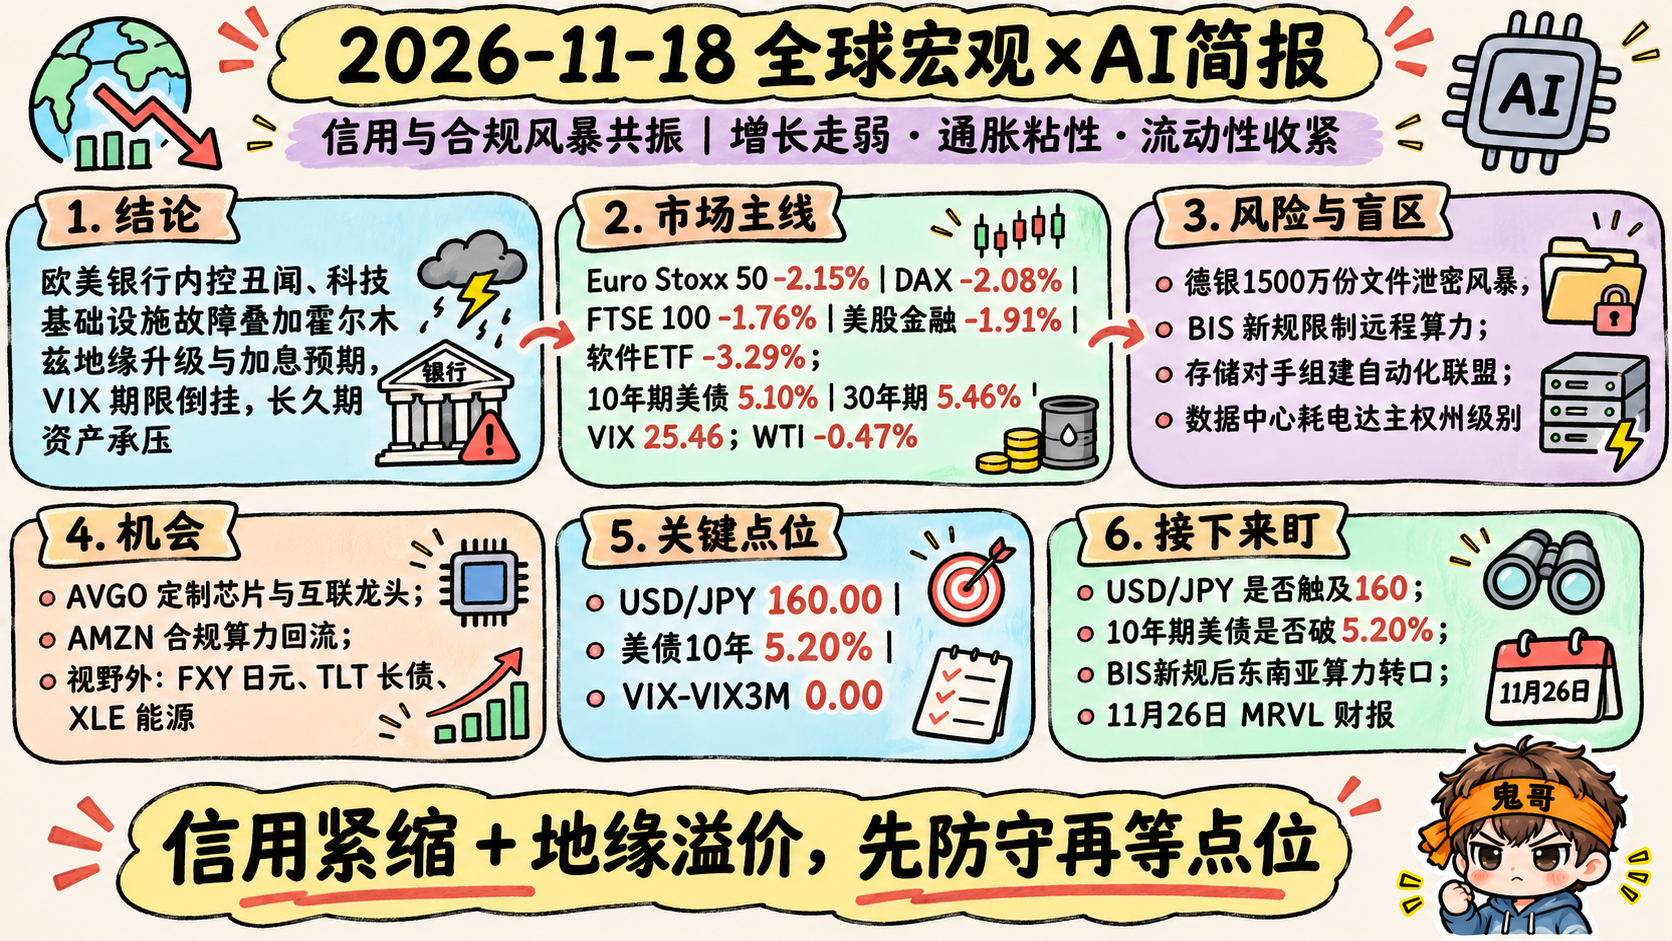 2026-11-18 全球宏观×AI简报
AI
信用与合规风暴共振 | 增长走弱·通胀粘性·流动性收紧
1. 结论
欧美银行内控丑闻、科技
基础设施故障叠加霍尔木
兹地缘升级与加息预期，
VIX 期限倒挂，长久期
资产承压
银行
2. 市场主线
Euro Stoxx 50 -2.15% | DAX -2.08% |
FTSE 100 -1.76% | 美股金融 -1.91% |
软件ETF -3.29%；
10年期美债 5.10% | 30年期 5.46% '
VIX 25.46；WTI -0.47%
3. 风险与盲区
德银1500万份文件泄密风暴，
BIS 新规限制远程算力；
存储对手组建自动化联盟；
数据中心耗电达主权州级别
4. 机会
AVGO 定制芯片与互联龙头；
AMZN 合规算力回流；
视野外：FXY 日元、TLT 长债、
XLE 能源
5. 关键点位
USD/JPY 160.00 |
美债10年 5.20% |
VIX-VIX3M 0.00
6. 接下来盯
USD/JPY 是否触及160；
10年期美债是否破5.20%；
BIS新规后东南亚算力转口；
11月26日 MRVL 财报
11月26日
信用紧缩 + 地缘溢价，先防守再等点位
鬼哥